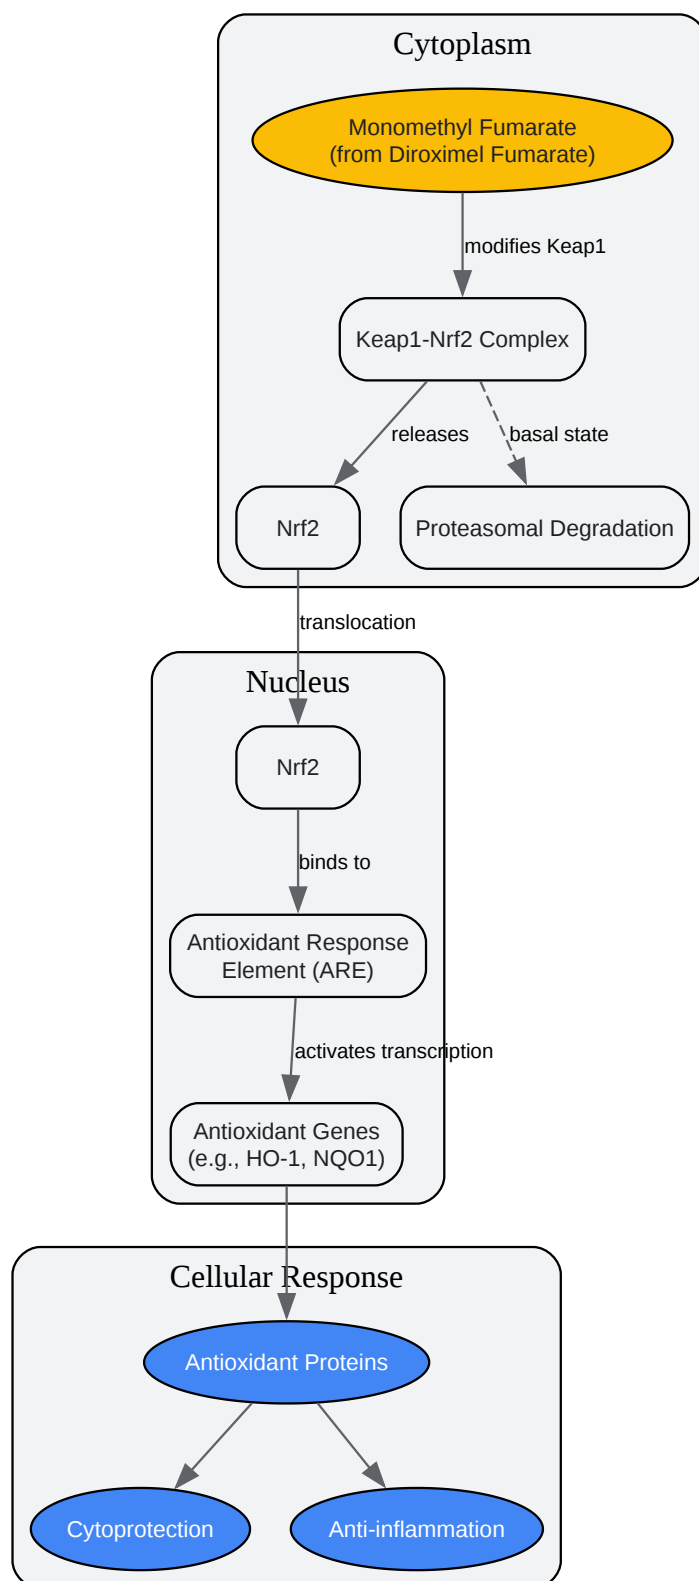 Cytoplasm
Monomethyl Fumarate
(from Diroximel Fumarate)
modifies Keap1
Keap1-Nrf2 Complex
releases
basal state
Nrf2
Proteasomal Degradation
translocation
Nucleus
Nrf2
binds to
Antioxidant Response
Element (ARE)
activates transcription
Antioxidant Genes
(e.g., HO-1, NQO1)
Cellular Response
Antioxidant Proteins
Cytoprotection
Anti-inflammation